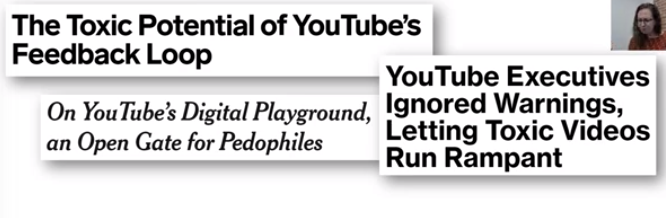 The Toxic Potential of YouTube's
Feedback Loop
On YouTube's Digital Playground,
an Open Gate for Pedophiles
YouTube Executives
Ignored Warnings,
Letting Toxic Videos
Run Rampant